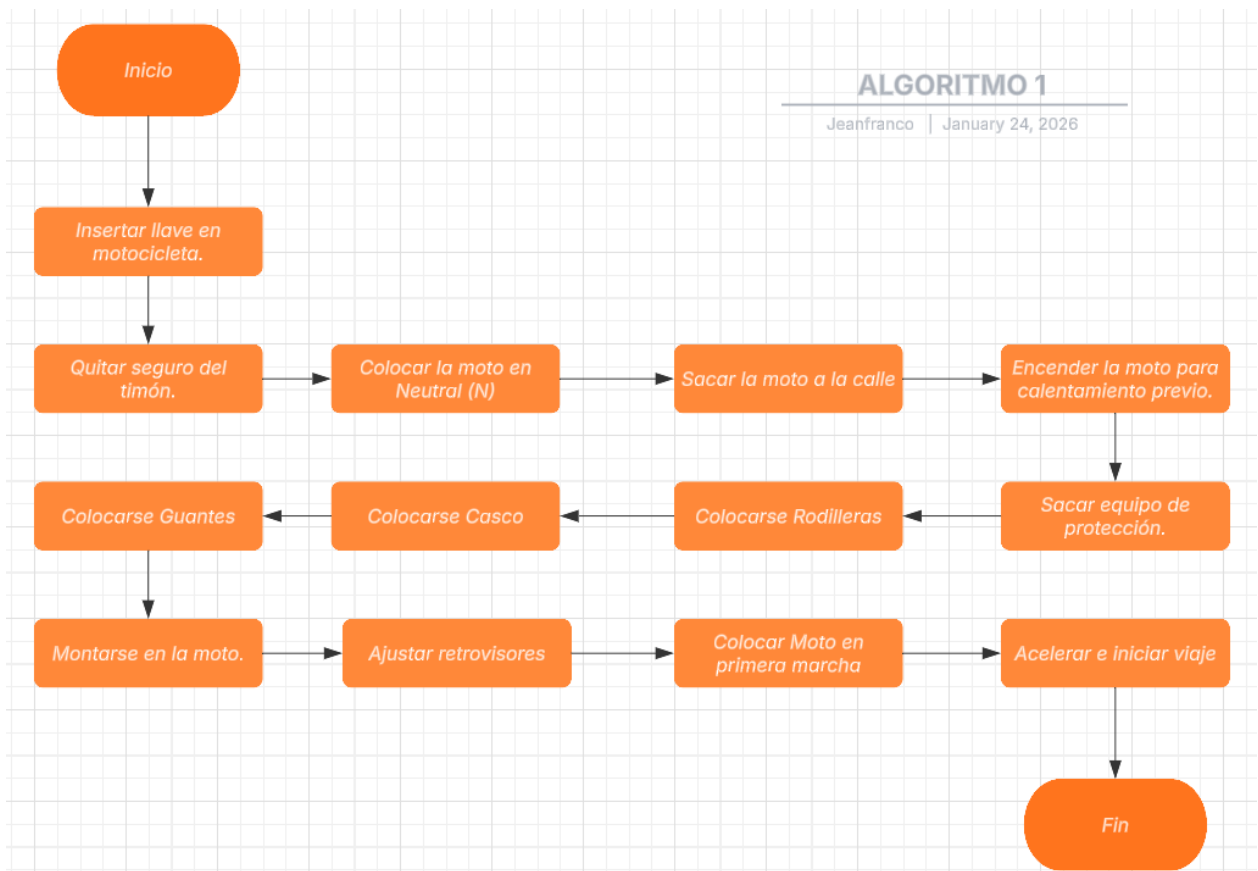 Inicio
ALGORITMO 1
Jeanfranco | January 24, 2026
Insertar llave en
motocicleta.
Quitar seguro del
timón.
Colocar la moto en
Neutral (N)
Sacar la moto a la calle
Encender la moto para
calentamiento previo.
Sacar equipo de
protección.
Colocarse Rodilleras
Colocarse Casco
Colocarse Guantes
Montarse en la moto.
Ajustar retrovisores
Colocar Moto en
primera marcha
Acelerar e iniciar viaje
Fin